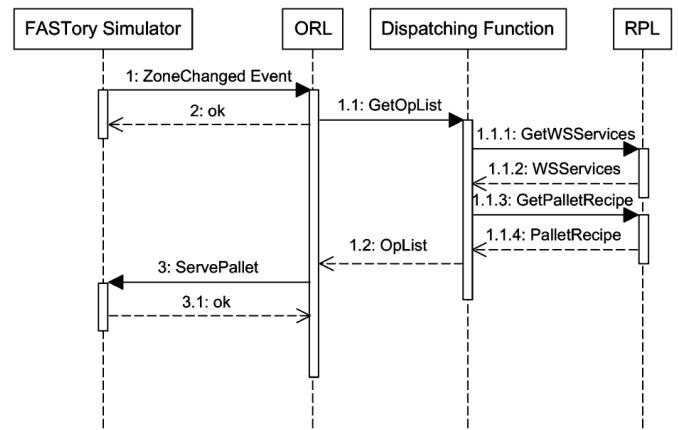 FASTory Simulator
ORL
Dispatching Function
RPL
1: ZoneChanged Event
2: ok
1.1: GetOpList
1.1.1: GetWSServices
1.1.2: WSServices
1.1.3: GetPalletRecipe
1.1.4: PalletRecipe
1.2: OpList
3: ServePallet
3.1: ok